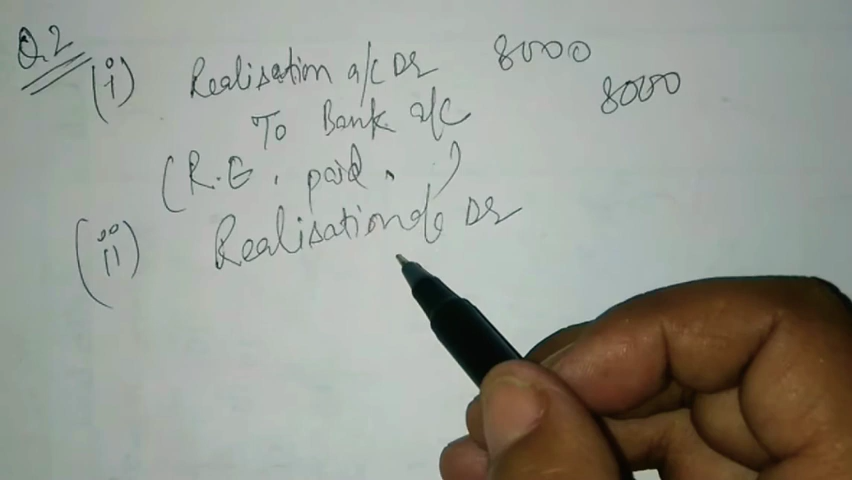 Q.2
(i) Realisation a/c Dr 8000
To Bank a/c 8000
(R.E. paid.)
(ii) Realisation a/c Dr